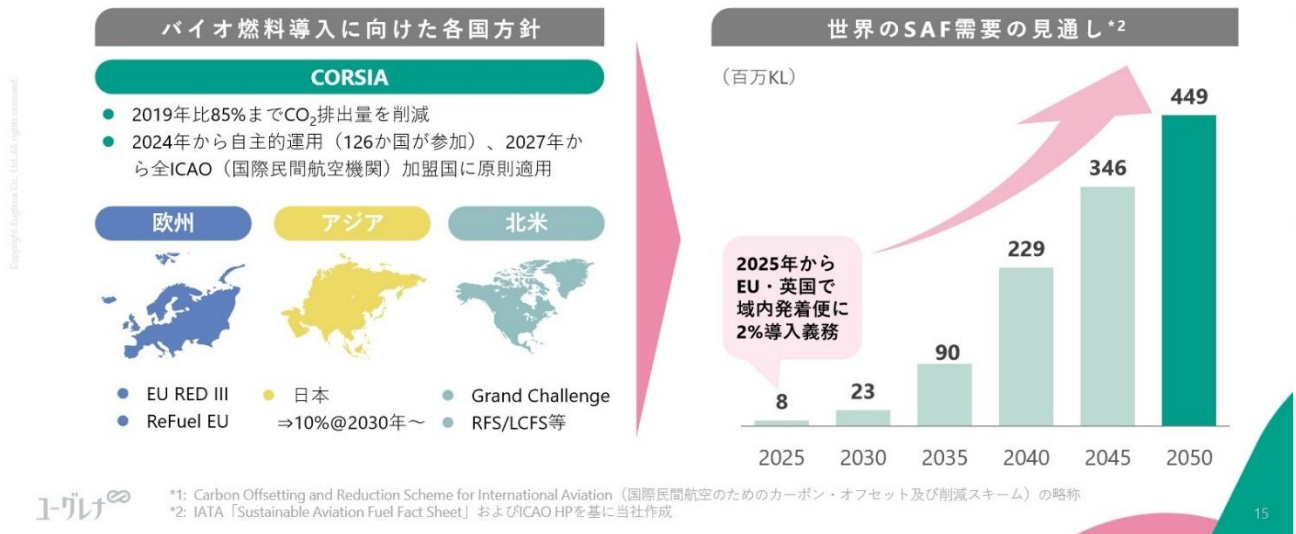 バイオ燃料導入に向けた各国方針
CORSIA
● 2019年比85%までCO₂排出量を削減
● 2024年から自主的運用（126か国が参加）、2027年か
ら全ICAO（国際民間航空機関）加盟国に原則適用
欧州
アジア
北米
● EU RED III
● ReFuel EU
● 日本
⇒10%@2030年～
● Grand Challenge
● RFS/LCFS等
世界のSAF需要の見通し*2
（百万KL）
2025年から
EU・英国で
域内発着便に
2%導入義務
8
23
90
229
346
449
2025
2030
2035
2040
2045
2050
ユーグレナ
*1: Carbon Offsetting and Reduction Scheme for International Aviation（国際民間航空のためのカーボン・オフセット及び削減スキーム）の略称
*2: IATA「Sustainable Aviation Fuel Fact Sheet」およびICAO HPを基に当社作成
15
Copyright Euglena Co., Ltd. All rights reserved.